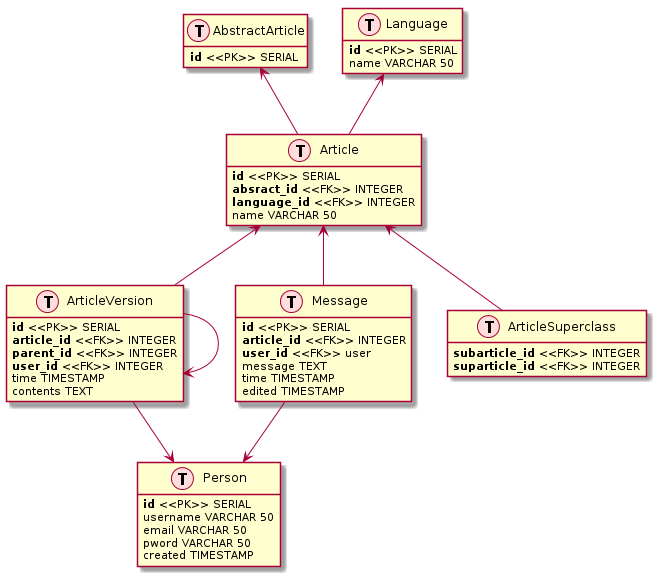 T AbstractArticle
id <<PK>> SERIAL
T Language
id <<PK>> SERIAL
name VARCHAR 50
T Article
id <<PK>> SERIAL
absract_id <<FK>> INTEGER
language_id <<FK>> INTEGER
name VARCHAR 50
T ArticleVersion
id <<PK>> SERIAL
article_id <<FK>> INTEGER
parent_id <<FK>> INTEGER
user_id <<FK>> INTEGER
time TIMESTAMP
contents TEXT
T Message
id <<PK>> SERIAL
article_id <<FK>> INTEGER
user_id <<FK>> user
message TEXT
time TIMESTAMP
edited TIMESTAMP
T ArticleSuperclass
subarticle_id <<FK>> INTEGER
suparticle_id <<FK>> INTEGER
T Person
id <<PK>> SERIAL
username VARCHAR 50
email VARCHAR 50
pword VARCHAR 50
created TIMESTAMP